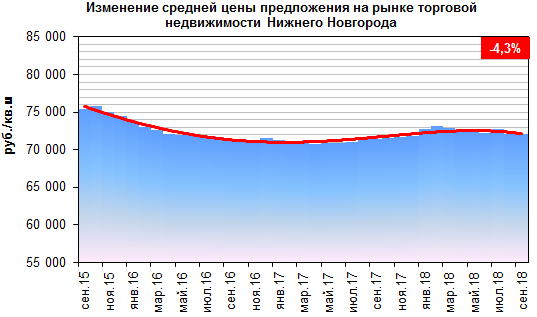 Изменение средней цены предложения на рынке торговой
недвижимости Нижнего Новгорода
-4,3%
руб./кв.м
85 000
80 000
75 000
70 000
65 000
60 000
55 000
сен.15
ноя.15
янв.16
мар.16
май.16
июл.16
сен.16
ноя.16
янв.17
мар.17
май.17
июл.17
сен.17
ноя.17
янв.18
мар.18
май.18
июл.18
сен.18